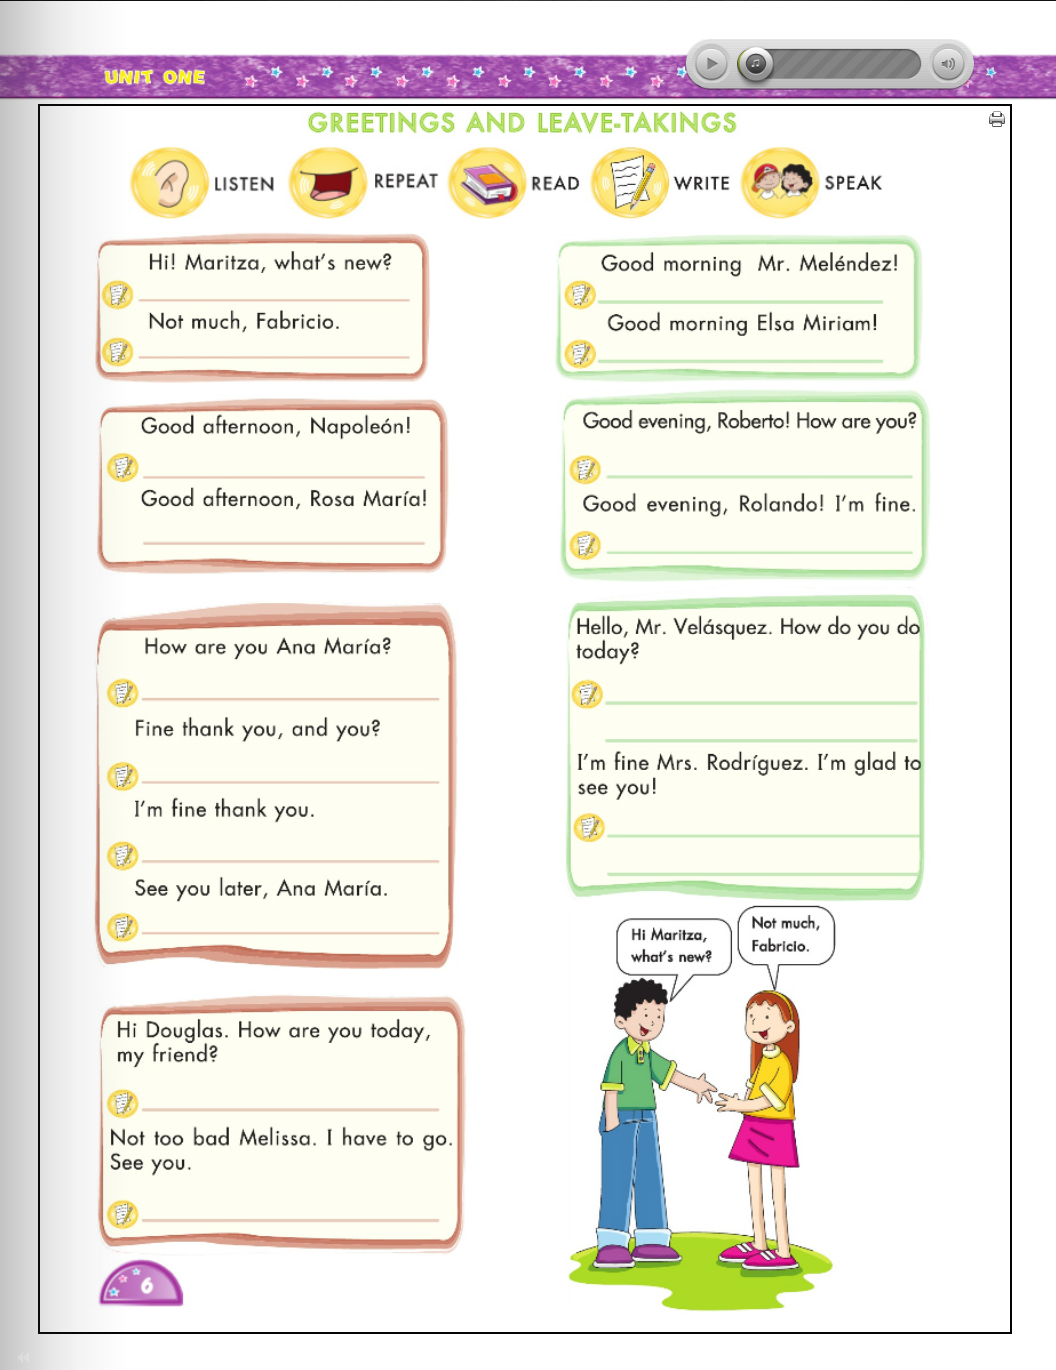 UNIT ONE
GREETINGS AND LEAVE-TAKINGS
LISTEN
REPEAT
READ
WRITE
SPEAK
Hi! Maritza, what's new?
Not much, Fabricio.
Good afternoon, Napoleón!
Good afternoon, Rosa María!
How are you Ana María?
Fine thank you, and you?
I'm fine thank you.
See you later, Ana María.
Hi Douglas. How are you today,
my friend?
Not too bad Melissa. I have to go.
See you.
Good morning Mr. Meléndez!
Good morning Elsa Miriam!
Good evening, Roberto! How are you?
Good evening, Rolando! I'm fine.
Hello, Mr. Velásquez. How do you do
today?
I'm fine Mrs. Rodríguez. I'm glad to
see you!
Hi Maritza,
what's new?
Not much,
Fabricio.
6